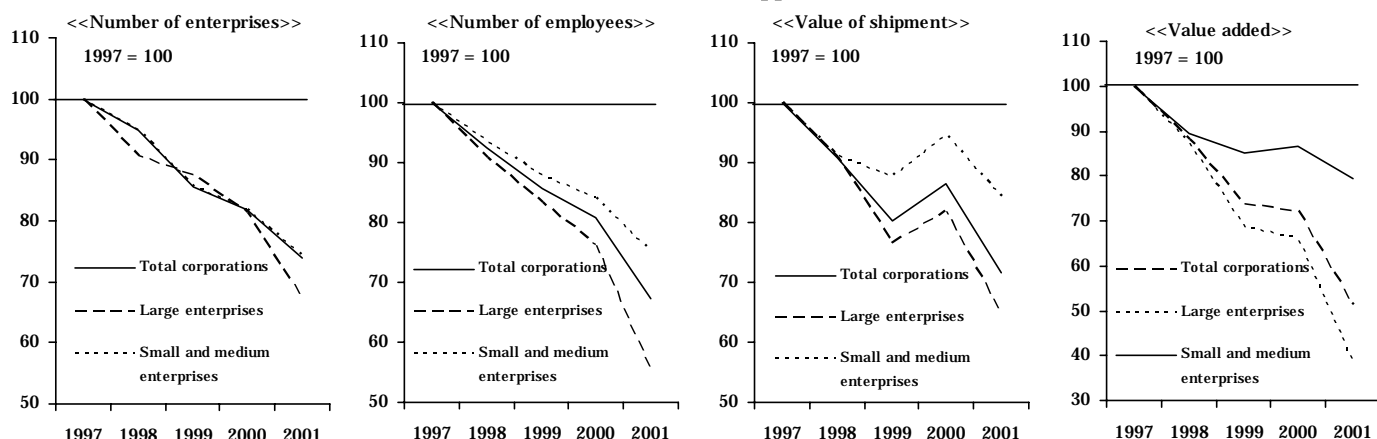 <<Number of enterprises>>
1997 = 100
110
100
90
80
70
60
50
Total corporations
Large enterprises
Small and medium
enterprises
1997 1998 1999 2000 2001
<<Number of employees>>
1997 = 100
110
100
90
80
70
60
50
Total corporations
Large enterprises
Small and medium
enterprises
1997 1998 1999 2000 2001
<<Value of shipment>>
1997 = 100
110
100
90
80
70
60
50
Total corporations
Large enterprises
Small and medium
enterprises
1997 1998 1999 2000 2001
<<Value added>>
1997 = 100
110
100
90
80
70
60
50
40
30
Total corporations
Large enterprises
Small and medium
enterprises
1997 1998 1999 2000 2001